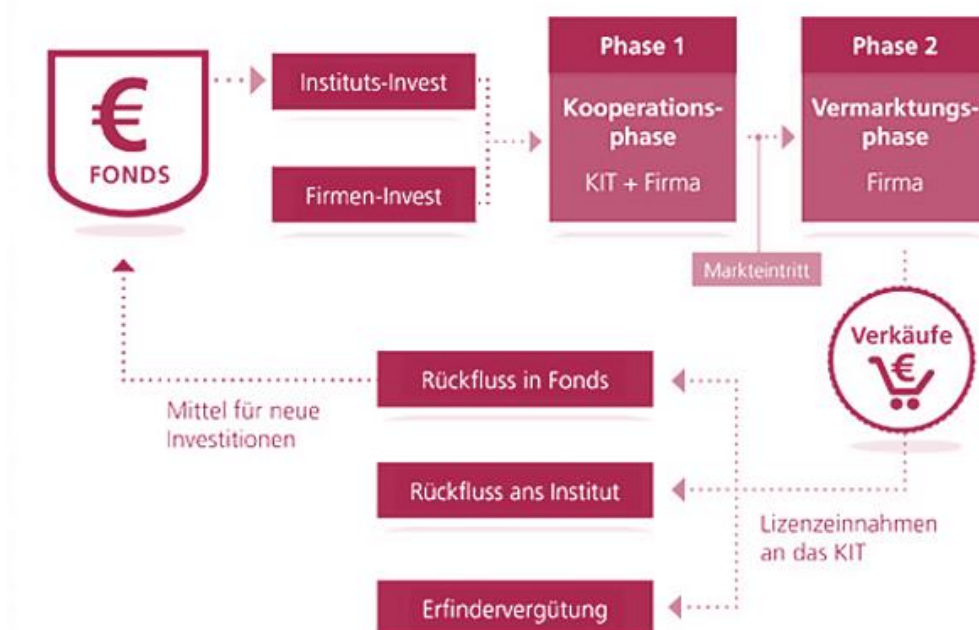 €
FONDS
Instituts-Invest
Firmen-Invest
Phase 1
Kooperations-
phase
KIT + Firma
Phase 2
Vermarktungs-
phase
Firma
Markteintritt
Verkäufe
€
Rückfluss in Fonds
Mittel für neue
Investitionen
Rückfluss ans Institut
Lizenzeinnahmen
an das KIT
Erfindervergütung